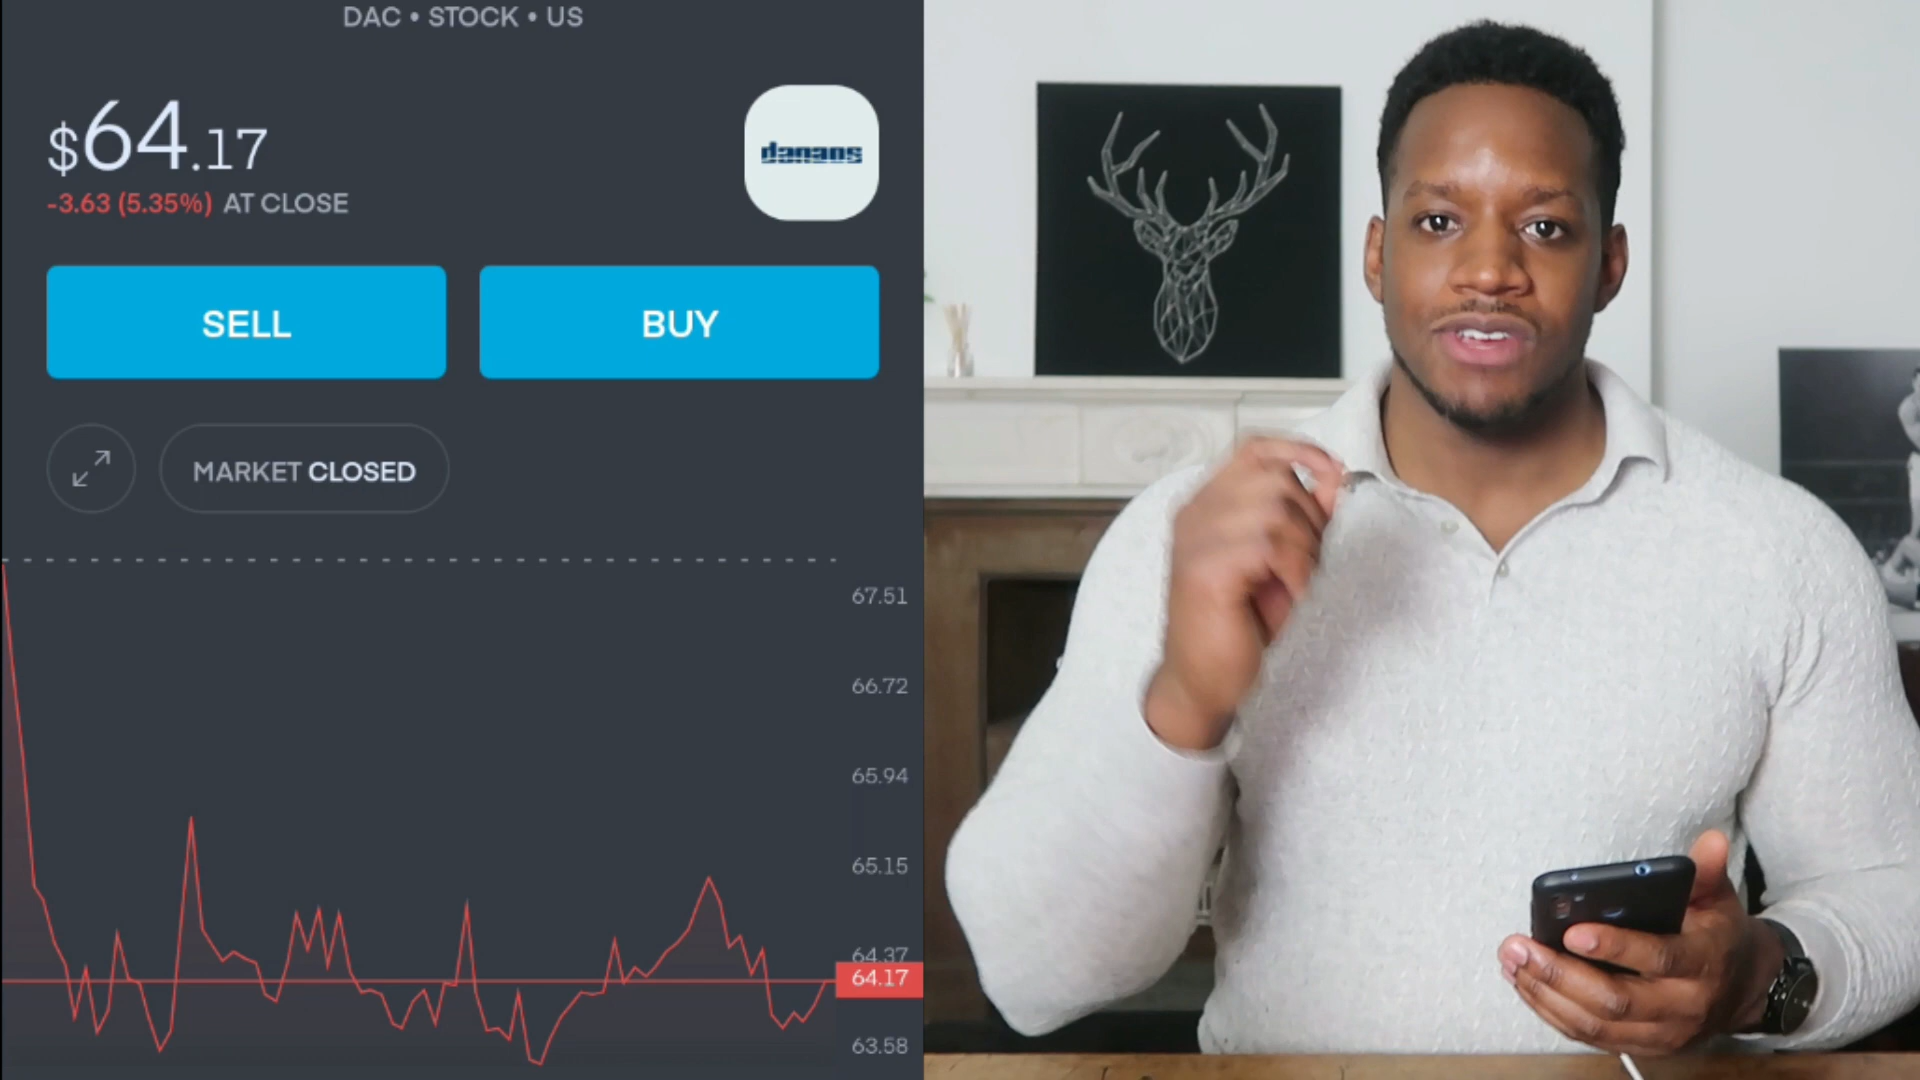 DAC • STOCK • US
$64.17
-3.63 (5.35%) AT CLOSE
danaos
SELL
BUY
MARKET CLOSED
67.51
66.72
65.94
65.15
64.37
64.17
63.58